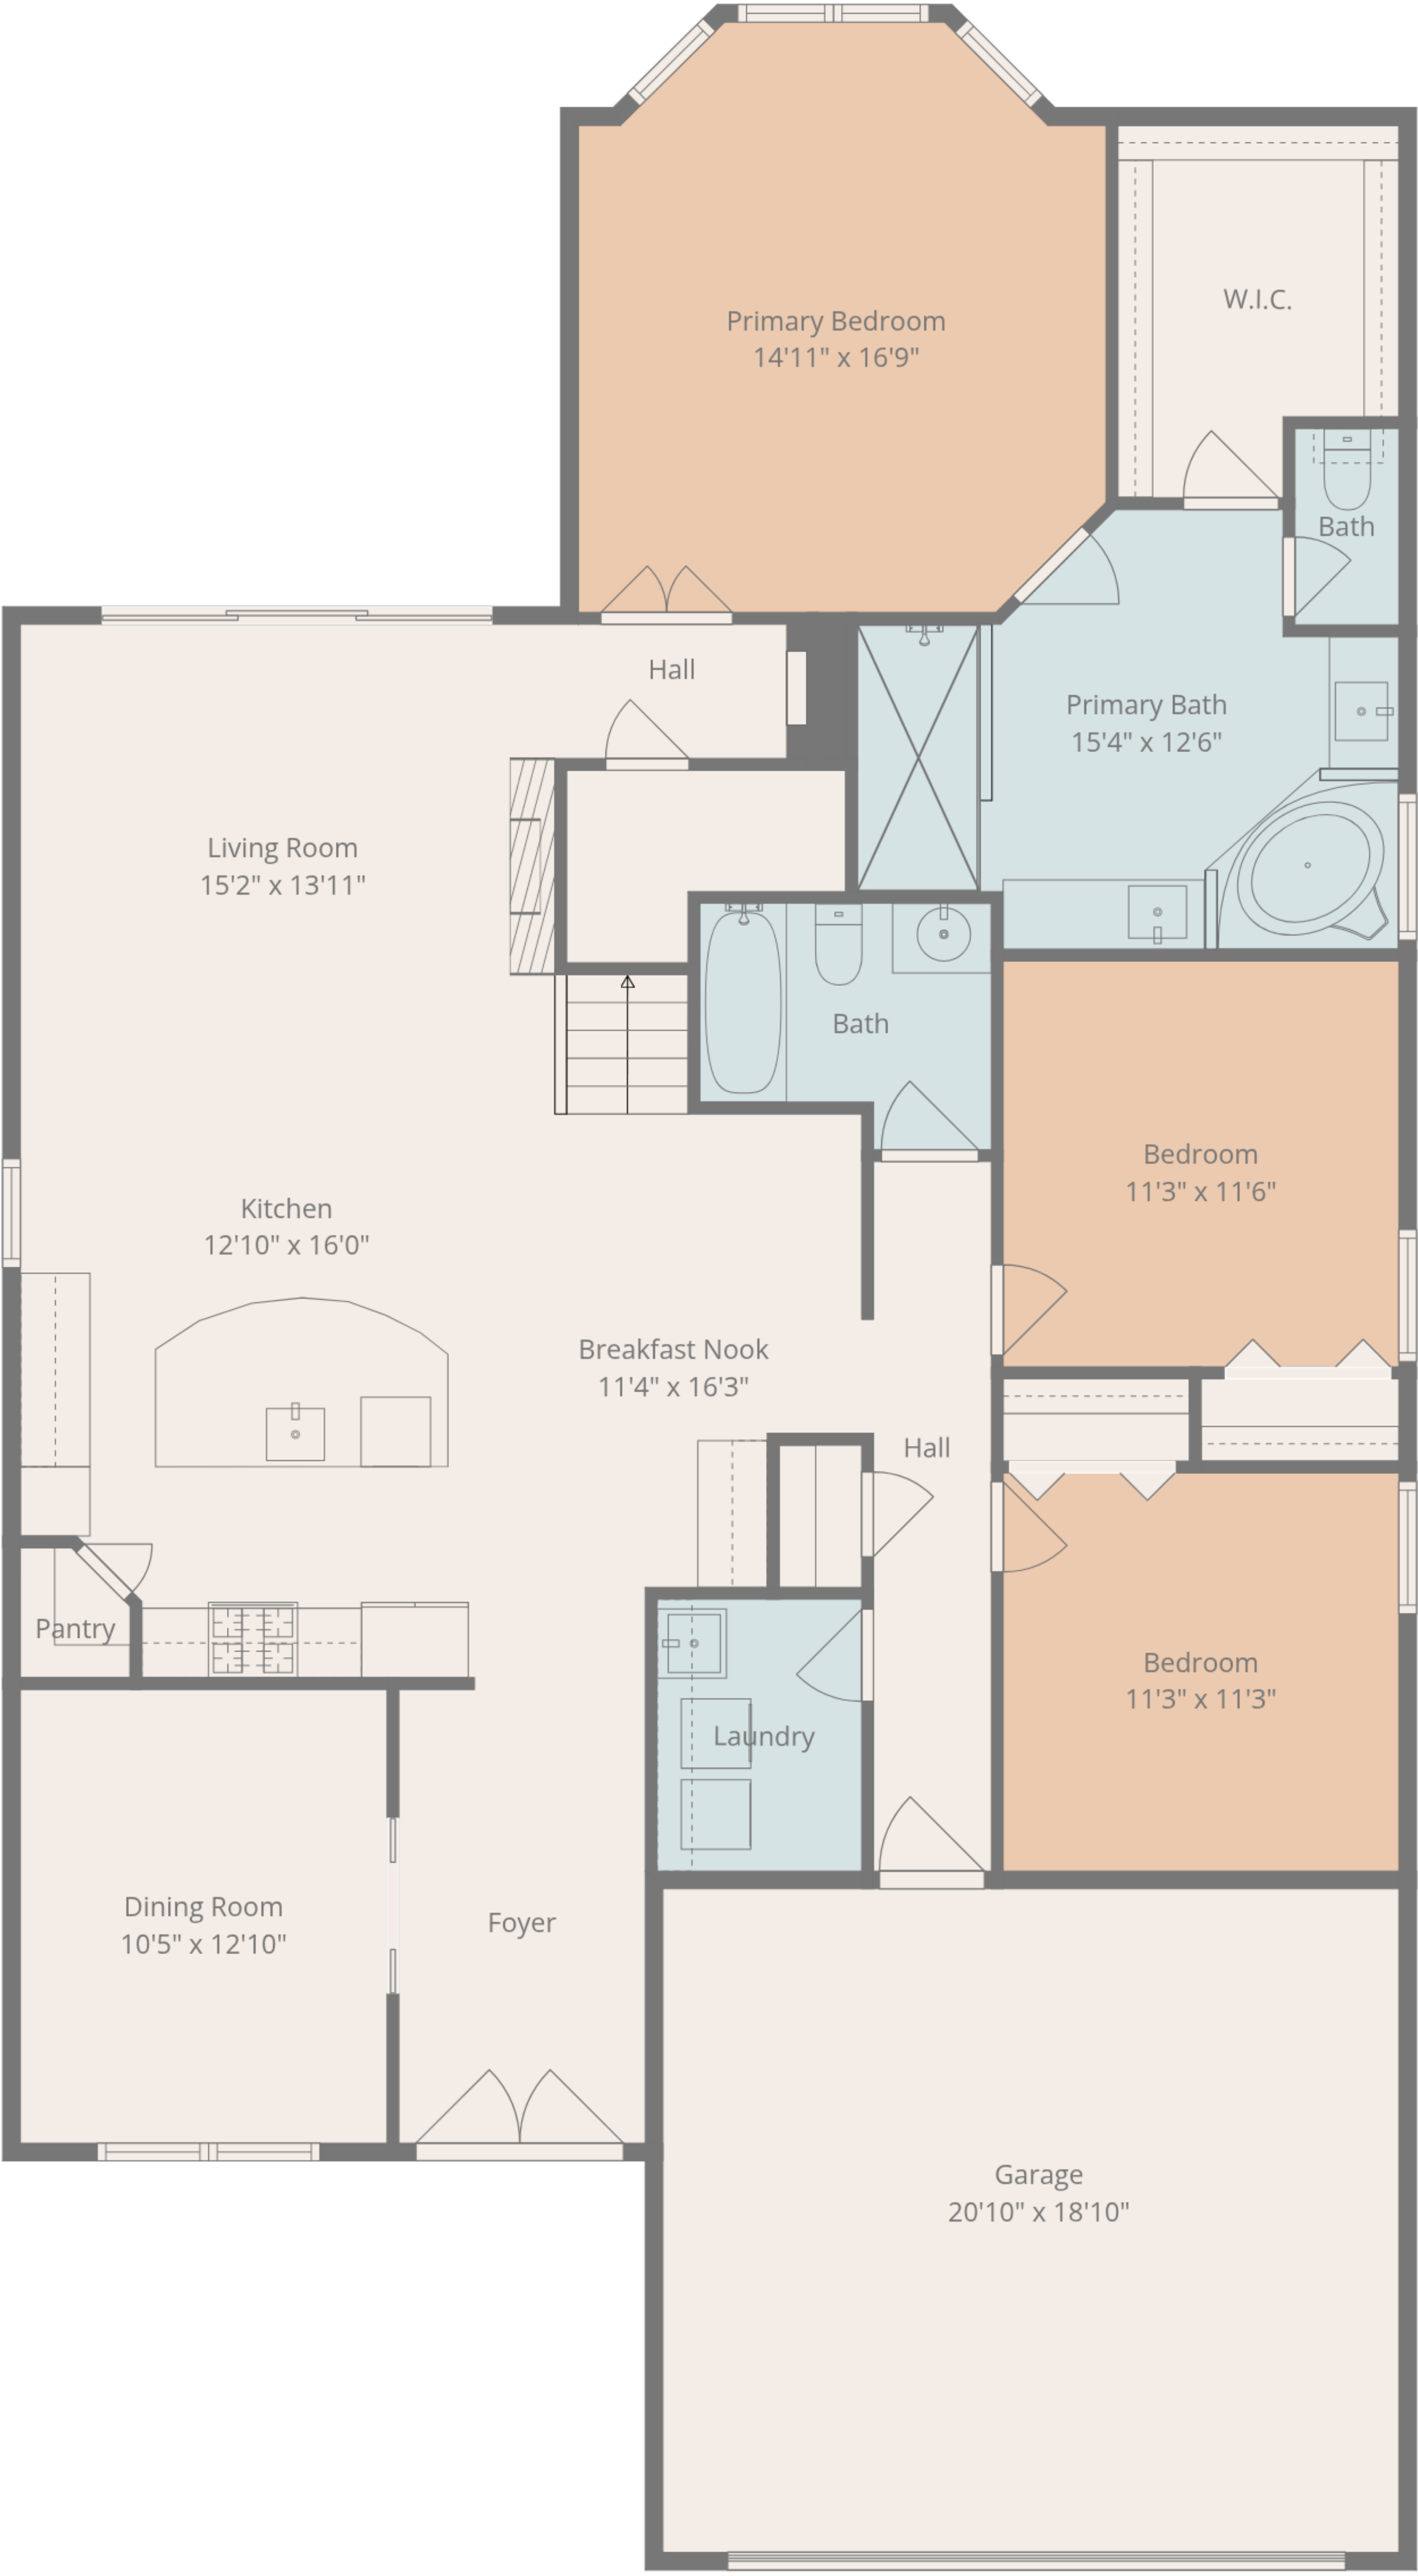 Primary Bedroom
14'11" x 16'9"
W.I.C.
Bath
Hall
Primary Bath
15'4" x 12'6"
Living Room
15'2" x 13'11"
Bath
Bedroom
11'3" x 11'6"
Kitchen
12'10" x 16'0"
Breakfast Nook
11'4" x 16'3"
Hall
Pantry
Bedroom
11'3" x 11'3"
Laundry
Dining Room
10'5" x 12'10"
Foyer
Garage
20'10" x 18'10"